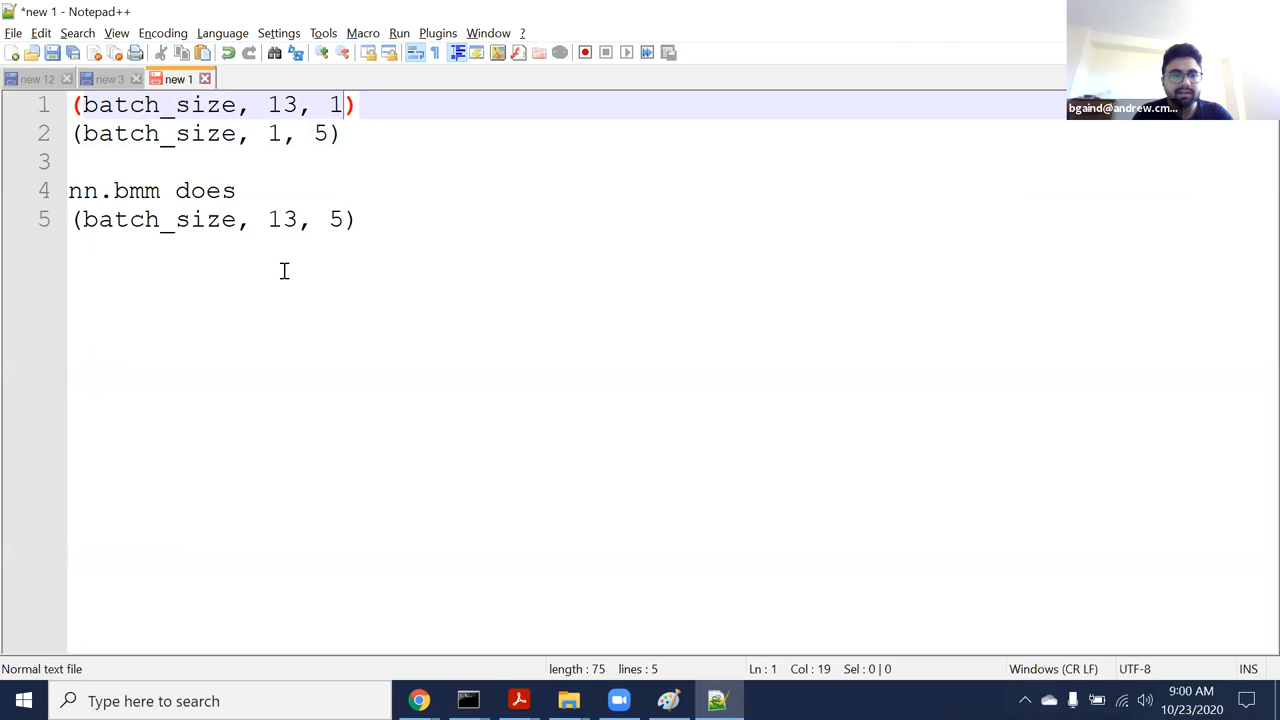 *new 1 - Notepad++
File Edit Search View Encoding Language Settings Tools Macro Run Plugins Window ?
new 12 new 3 new 1
1 (batch_size, 13, 1)
2 (batch_size, 1, 5)
3
4 nn.bmm does
5 (batch_size, 13, 5)
bgaind@andrew.cm...
Normal text file length : 75 lines : 5 Ln : 1 Col : 19 Sel : 0 | 0 Windows (CR LF) UTF-8 INS
Type here to search
9:00 AM
10/23/2020